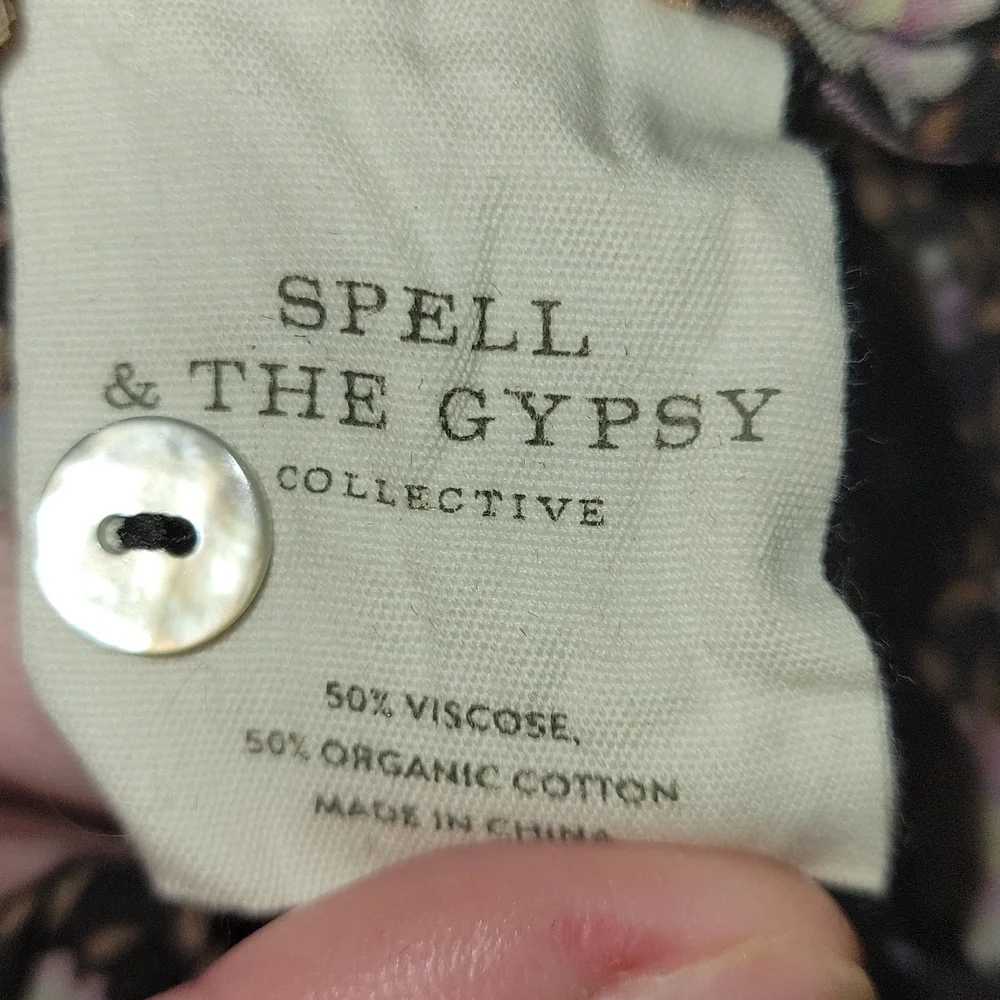 SPELL
& THE GYPSY
COLLECTIVE
50% VISCOSE,
50% ORGANIC COTTON
MADE IN CHINA